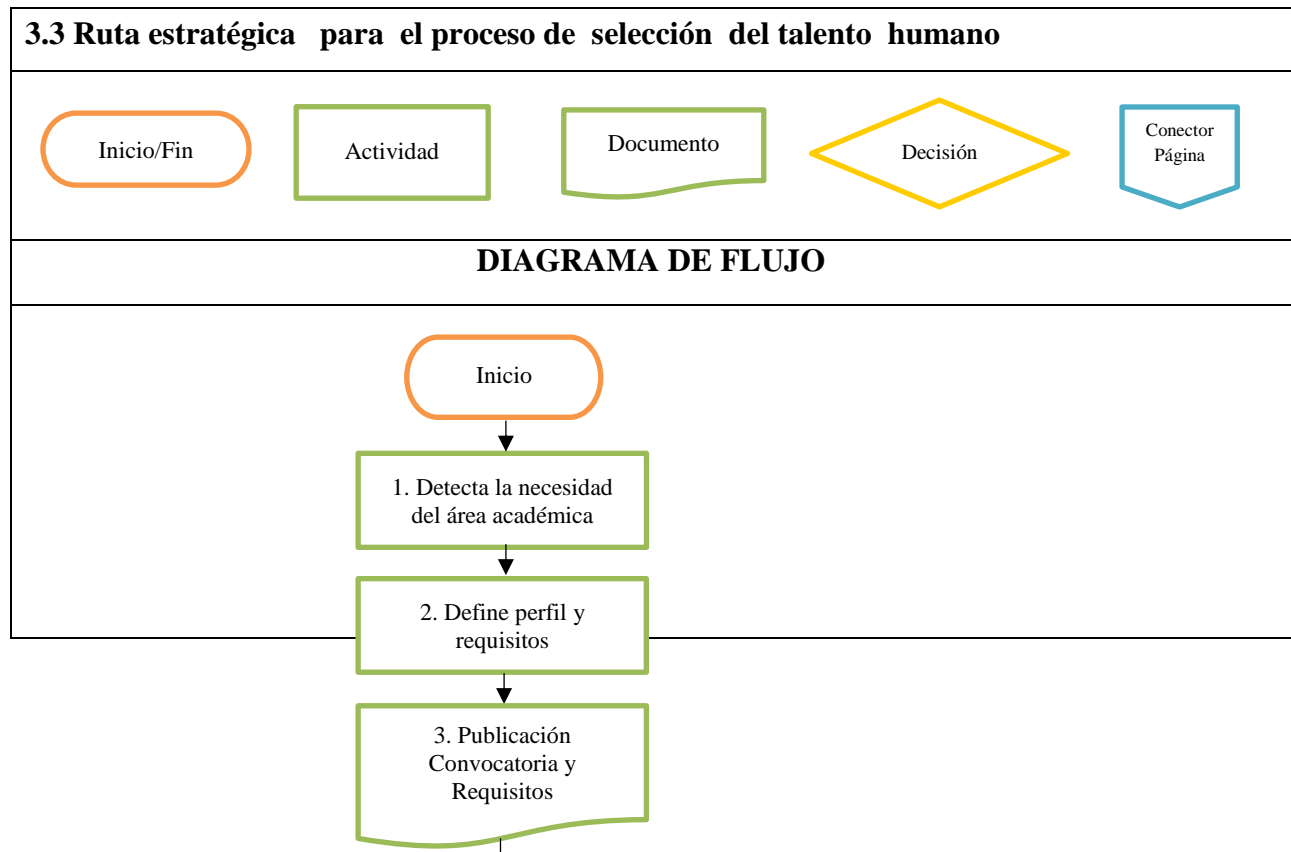 3.3 Ruta estratégica para el proceso de selección del talento humano
Inicio/Fin
Actividad
Documento
Decisión
Conector
Página
DIAGRAMA DE FLUJO
Inicio
1. Detecta la necesidad
del área académica
2. Define perfil y
requisitos
3. Publicación
Convocatoria y
Requisitos